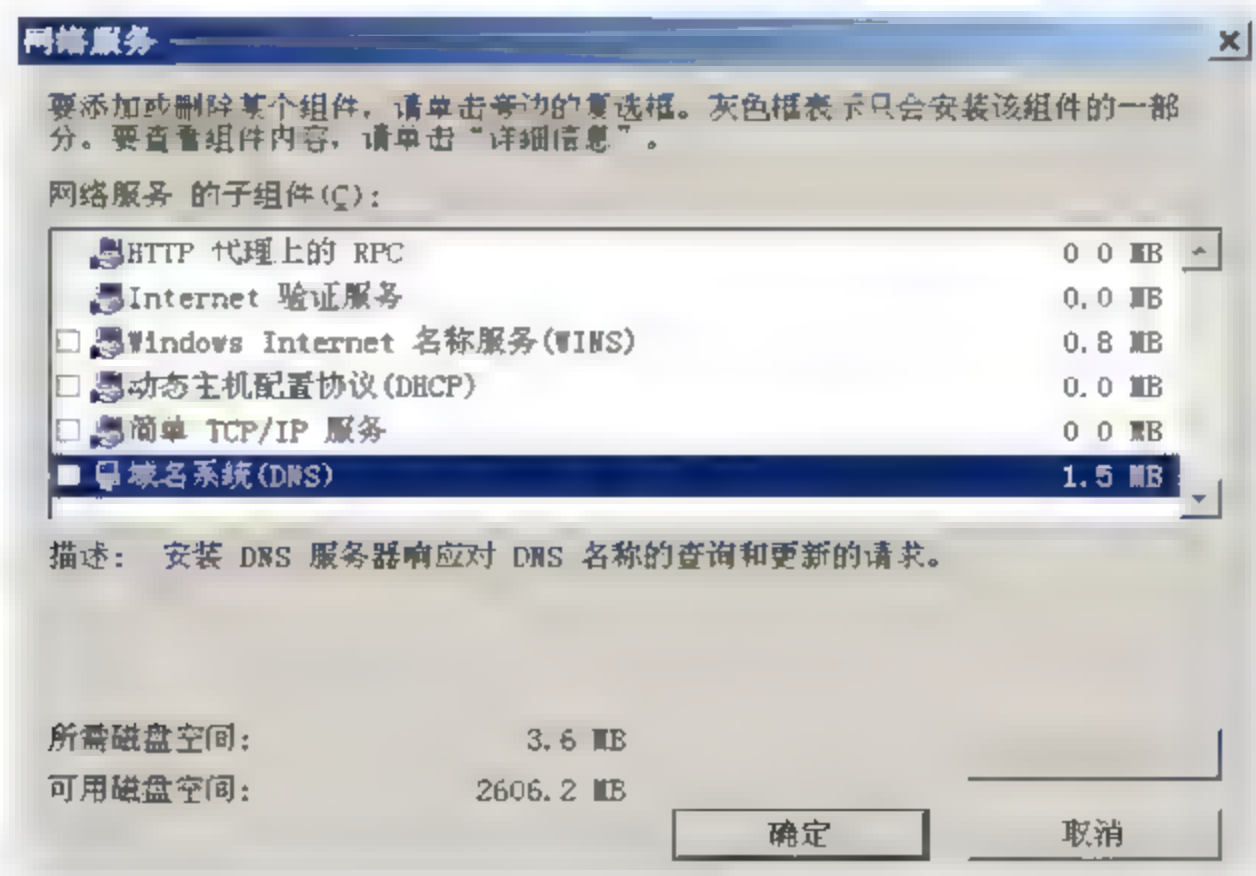 网络服务
要添加或删除某个组件，请单击旁边的复选框。灰色框表示只会安装该组件的一部
分。要查看组件内容，请单击“详细信息”。
网络服务 的子组件(C):
HTTP 代理上的 RPC 0 0 MB
Internet 验证服务 0.0 MB
Windows Internet 名称服务(WINS) 0.8 MB
动态主机配置协议(DHCP) 0.0 MB
简单 TCP/IP 服务 0 0 MB
域名系统(DNS) 1.5 MB
描述: 安装 DNS 服务器响应对 DNS 名称的查询和更新的请求。
所需磁盘空间: 3.6 MB
可用磁盘空间: 2606.2 MB
确定 取消